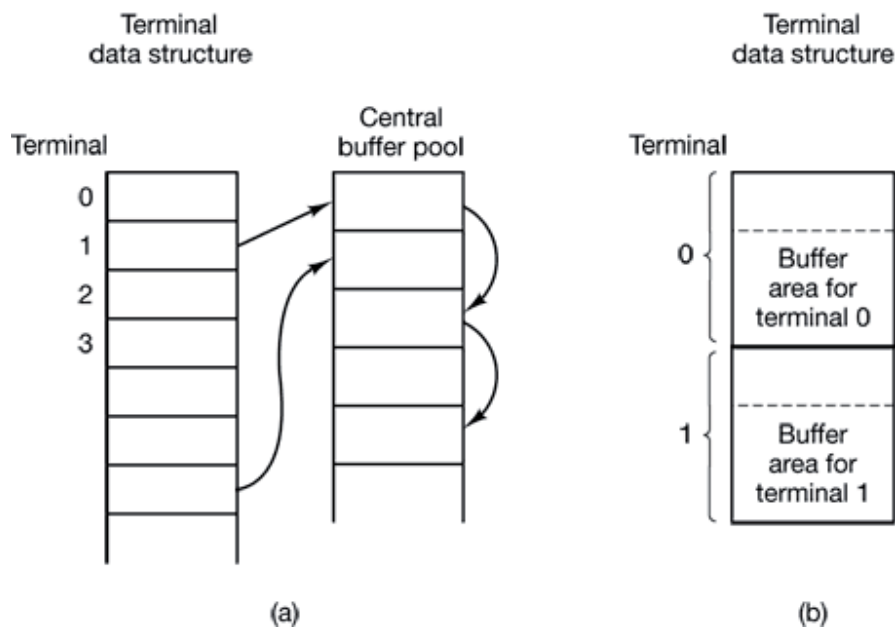 Terminal
data structure
Terminal
0
1
2
3
Central
buffer pool
(a)
Terminal
data structure
Terminal
0
Buffer
area for
terminal 0
1
Buffer
area for
terminal 1
(b)